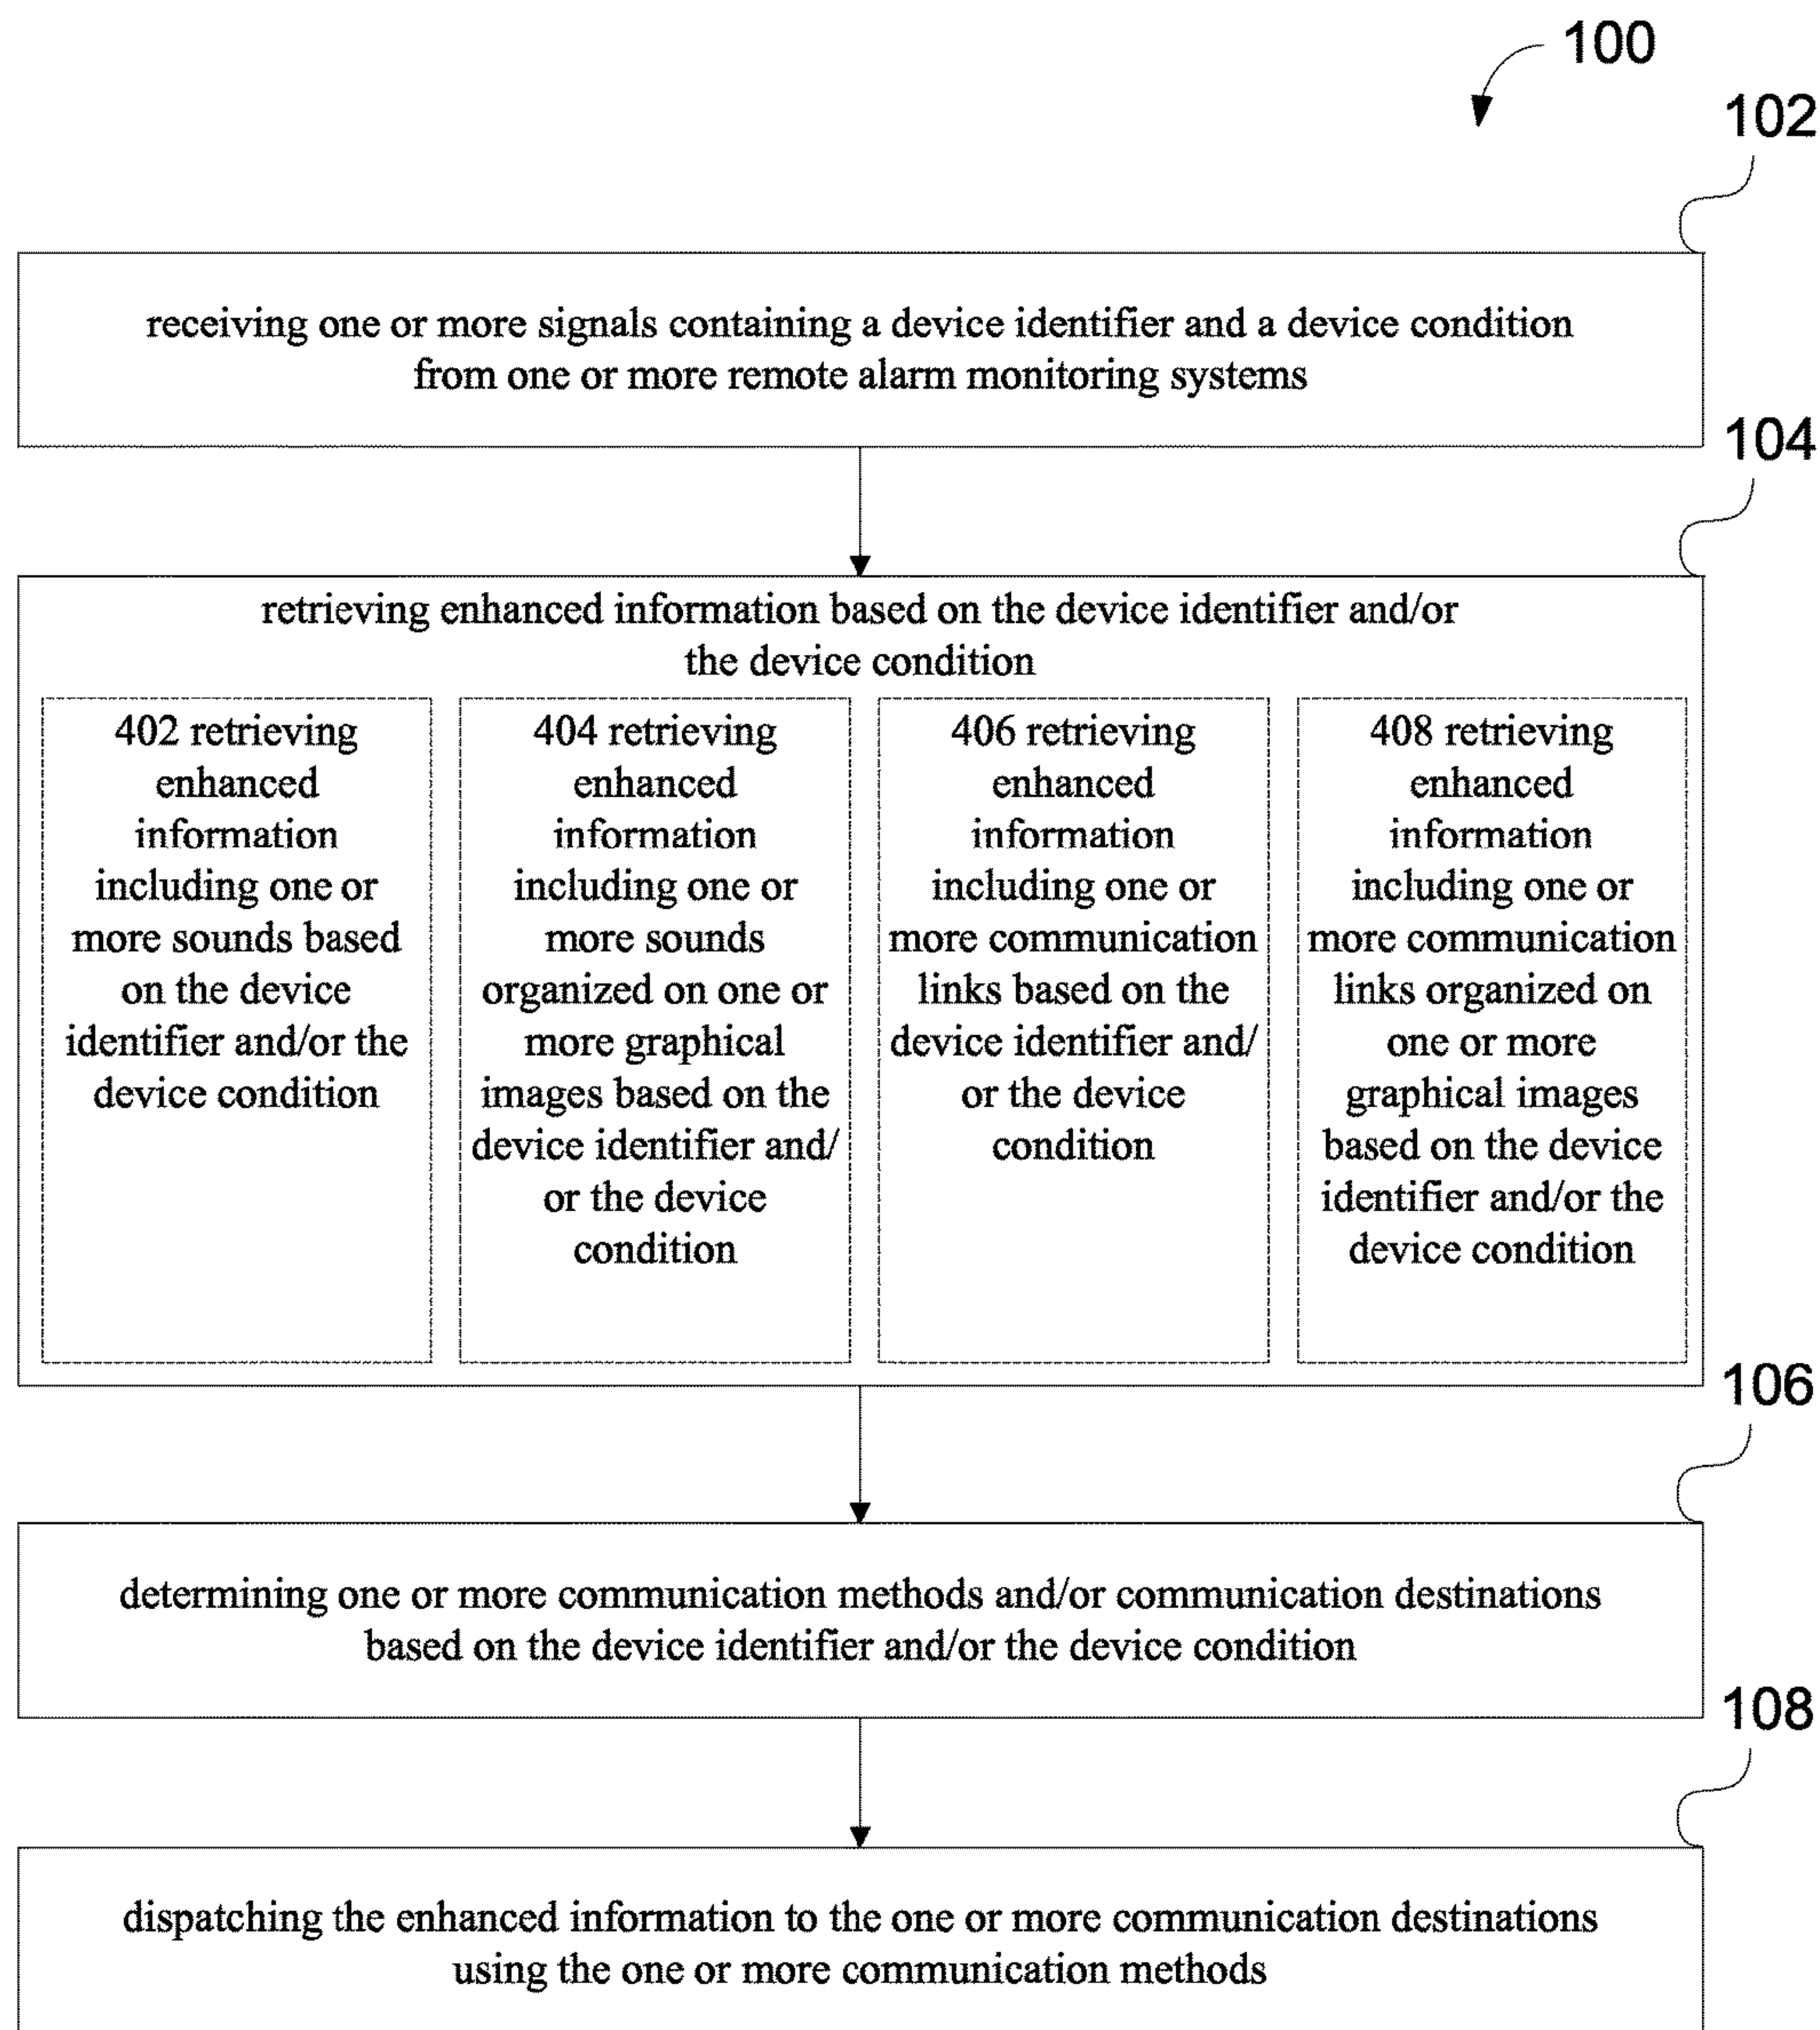 100
102
receiving one or more signals containing a device identifier and a device condition
from one or more remote alarm monitoring systems
104
retrieving enhanced information based on the device identifier and/or
the device condition
402 retrieving
enhanced
information
including one or
more sounds based
on the device
identifier and/or the
device condition
404 retrieving
enhanced
information
including one or
more sounds
organized on one or
more graphical
images based on the
device identifier and/
or the device
condition
406 retrieving
enhanced
information
including one or
more communication
links based on the
device identifier and/
or the device
condition
408 retrieving
enhanced
information
including one or
more communication
links organized on
one or more
graphical images
based on the device
identifier and/or the
device condition
106
determining one or more communication methods and/or communication destinations
based on the device identifier and/or the device condition
108
dispatching the enhanced information to the one or more communication destinations
using the one or more communication methods